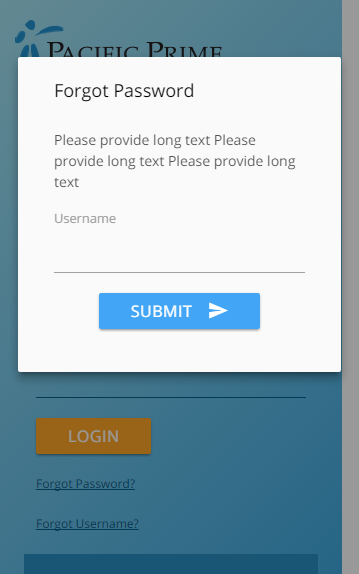 Pacific Prime
Forgot Password
Please provide long text Please
provide long text Please provide long
text
Username
SUBMIT
LOGIN
Forgot Password?
Forgot Username?